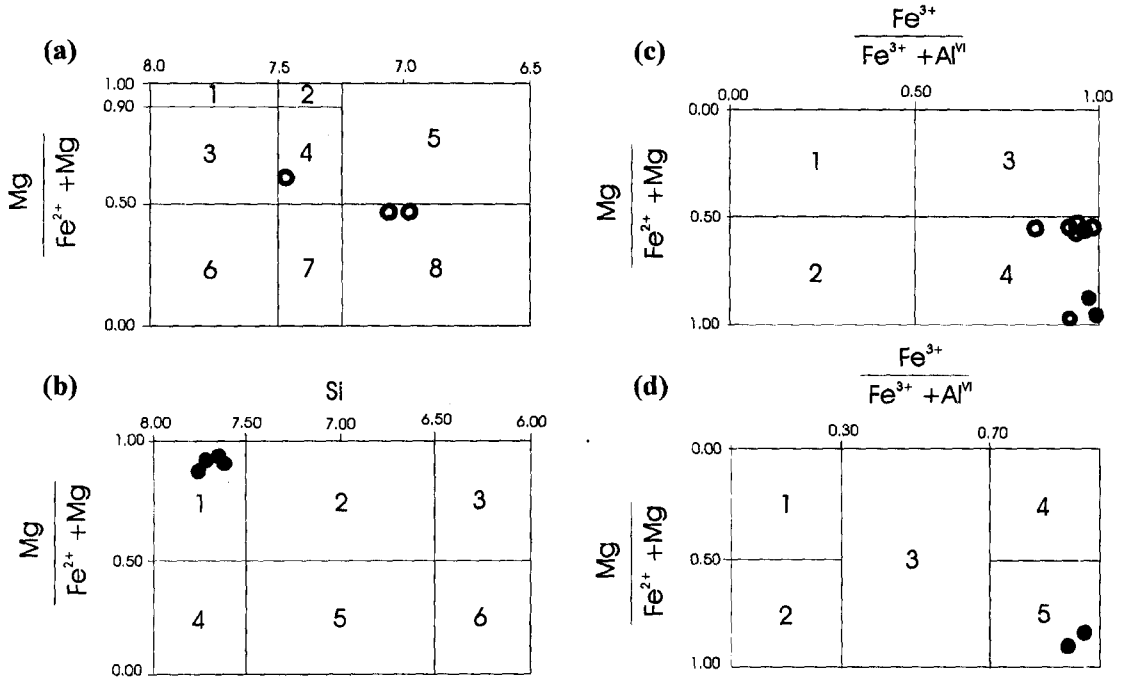 (a)
8.0 7.5 7.0 6.5
1.00
0.90
0.50
0.00
Mg
Fe²⁺ +Mg
1 2
3 4 5
6 7 8
(b)
Si
8.00 7.50 7.00 6.50 6.00
1.00
0.50
0.00
Mg
Fe²⁺ +Mg
1 2 3
4 5 6
(c)
Fe³⁺
Fe³⁺ +Alⱽᴵ
0.00 0.50 1.00
0.00
0.50
1.00
Mg
Fe²⁺ +Mg
1 3
2 4
(d)
Fe³⁺
Fe³⁺ +Alⱽᴵ
0.30 0.70
0.00
0.50
1.00
Mg
Fe²⁺ +Mg
1 4
3
2 5